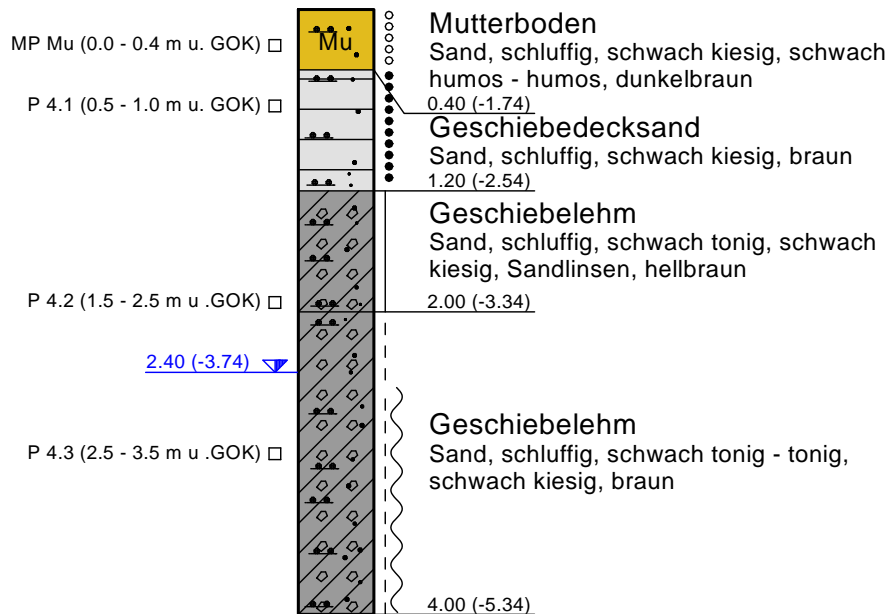 MP Mu (0.0 - 0.4 m u. GOK)
Mu
Mutterboden
Sand, schluffig, schwach kiesig, schwach
humos - humos, dunkelbraun
P 4.1 (0.5 - 1.0 m u. GOK)
0.40 (-1.74)
Geschiebedecksand
Sand, schluffig, schwach kiesig, braun
1.20 (-2.54)
Geschiebelehm
Sand, schluffig, schwach tonig, schwach
kiesig, Sandlinsen, hellbraun
P 4.2 (1.5 - 2.5 m u .GOK)
2.00 (-3.34)
2.40 (-3.74)
Geschiebelehm
Sand, schluffig, schwach tonig - tonig,
schwach kiesig, braun
P 4.3 (2.5 - 3.5 m u .GOK)
4.00 (-5.34)